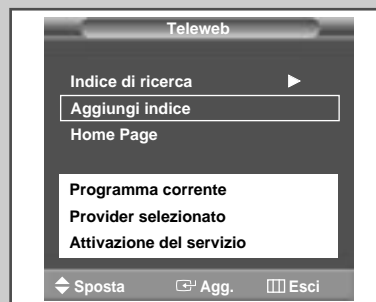 Teleweb
Indice di ricerca
Aggiungi indice
Home Page
Programma corrente
Provider selezionato
Attivazione del servizio
Sposta Agg. Esci